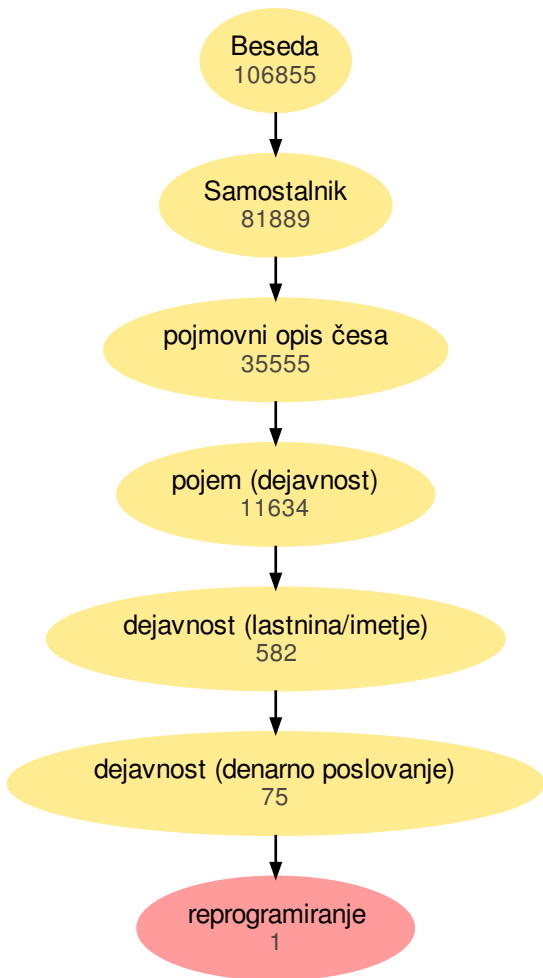 Beseda
106855
Samostalnik
81889
pojmovni opis česa
35555
pojem (dejavnost)
11634
dejavnost (lastnina/imetje)
582
dejavnost (denarno poslovanje)
75
reprogramiranje
1